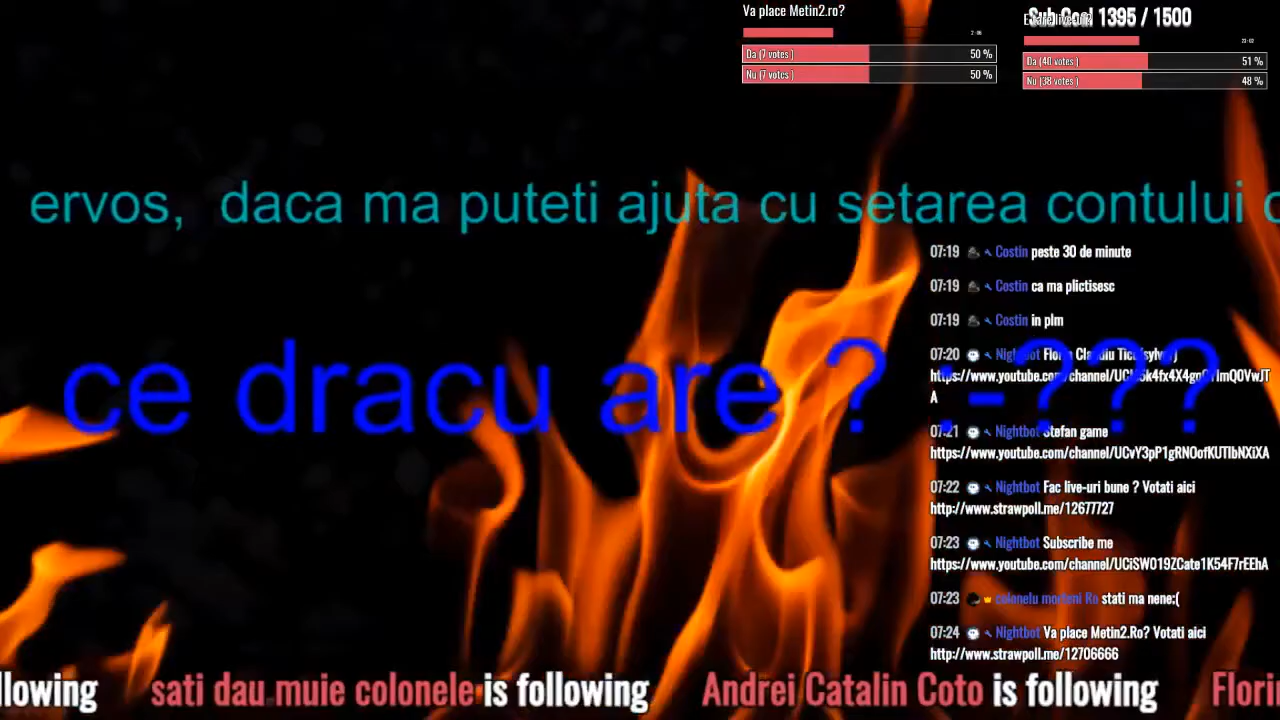 Va place Metin2.ro?
Da (7 votes )
50 %
Nu (7 votes )
50 %
Sub Goal 1395 / 1500
Da (40 votes )
51 %
Nu (38 votes )
48 %
ervos, daca ma puteti ajuta cu setarea contului
ce dracu are ? :-???
07:19 Costin peste 30 de minute
07:19 Costin ca ma plictisesc
07:19 Costin in plm
07:20 Nightbot
A
07:21 Nightbot Stefan game
https://www.youtube.com/channel/UCvY3pP1gRNOofKUTIbNXiXA
07:22 Nightbot Fac live-uri bune ? Votati aici
http://www.strawpoll.me/12677727
07:23 Nightbot Subscribe me
https://www.youtube.com/channel/UCiSWO19ZCate1K54F7rEEhA
07:23 colonelu morteni Ro stati ma nene:(
07:24 Nightbot Va place Metin2.Ro? Votati aici
http://www.strawpoll.me/12706666
llowing sati dau muie colonele is following Andrei Catalin Coto is following Florin